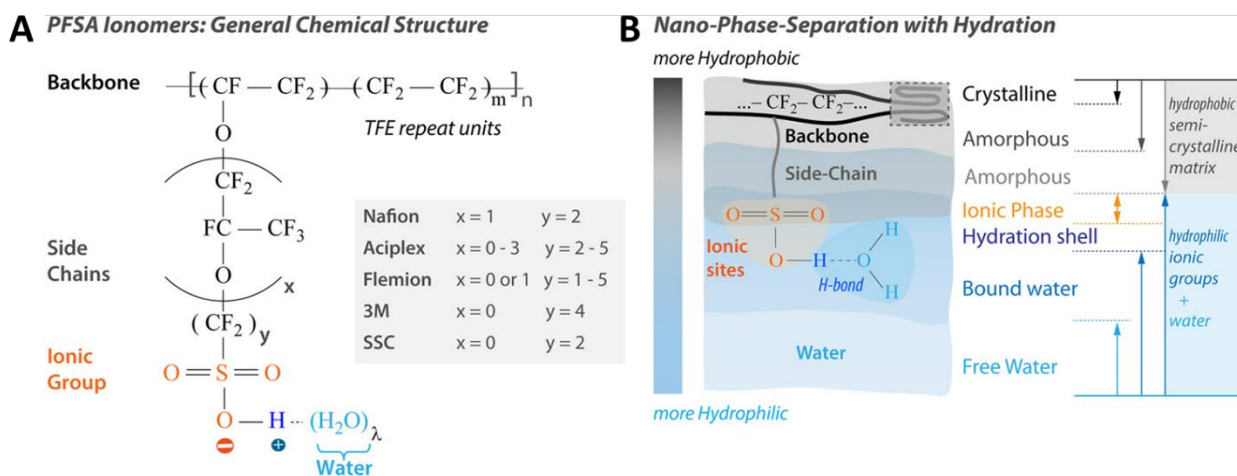 A PFSA Ionomers: General Chemical Structure
Backbone
[(CF — CF₂) (CF₂ — CF₂)m]n
TFE repeat units
O
CF₂
FC — CF₃
Side
Chains
O
x
(CF₂)y
Ionic
Group
O=S=O
O — H --- (H₂O)λ
− +
Water
Nafion x = 1 y = 2
Aciplex x = 0 - 3 y = 2 - 5
Flemion x = 0 or 1 y = 1 - 5
3M x = 0 y = 4
SSC x = 0 y = 2
B Nano-Phase-Separation with Hydration
more Hydrophobic
...– CF₂– CF₂–...
Backbone
Side-Chain
O=S=O
Ionic
sites
O — H --- O
H
H
H-bond
Water
more Hydrophilic
Crystalline
Amorphous
Amorphous
Ionic Phase
Hydration shell
Bound water
Free Water
hydrophobic
semi-
crystalline
matrix
hydrophilic
ionic
groups
+
water